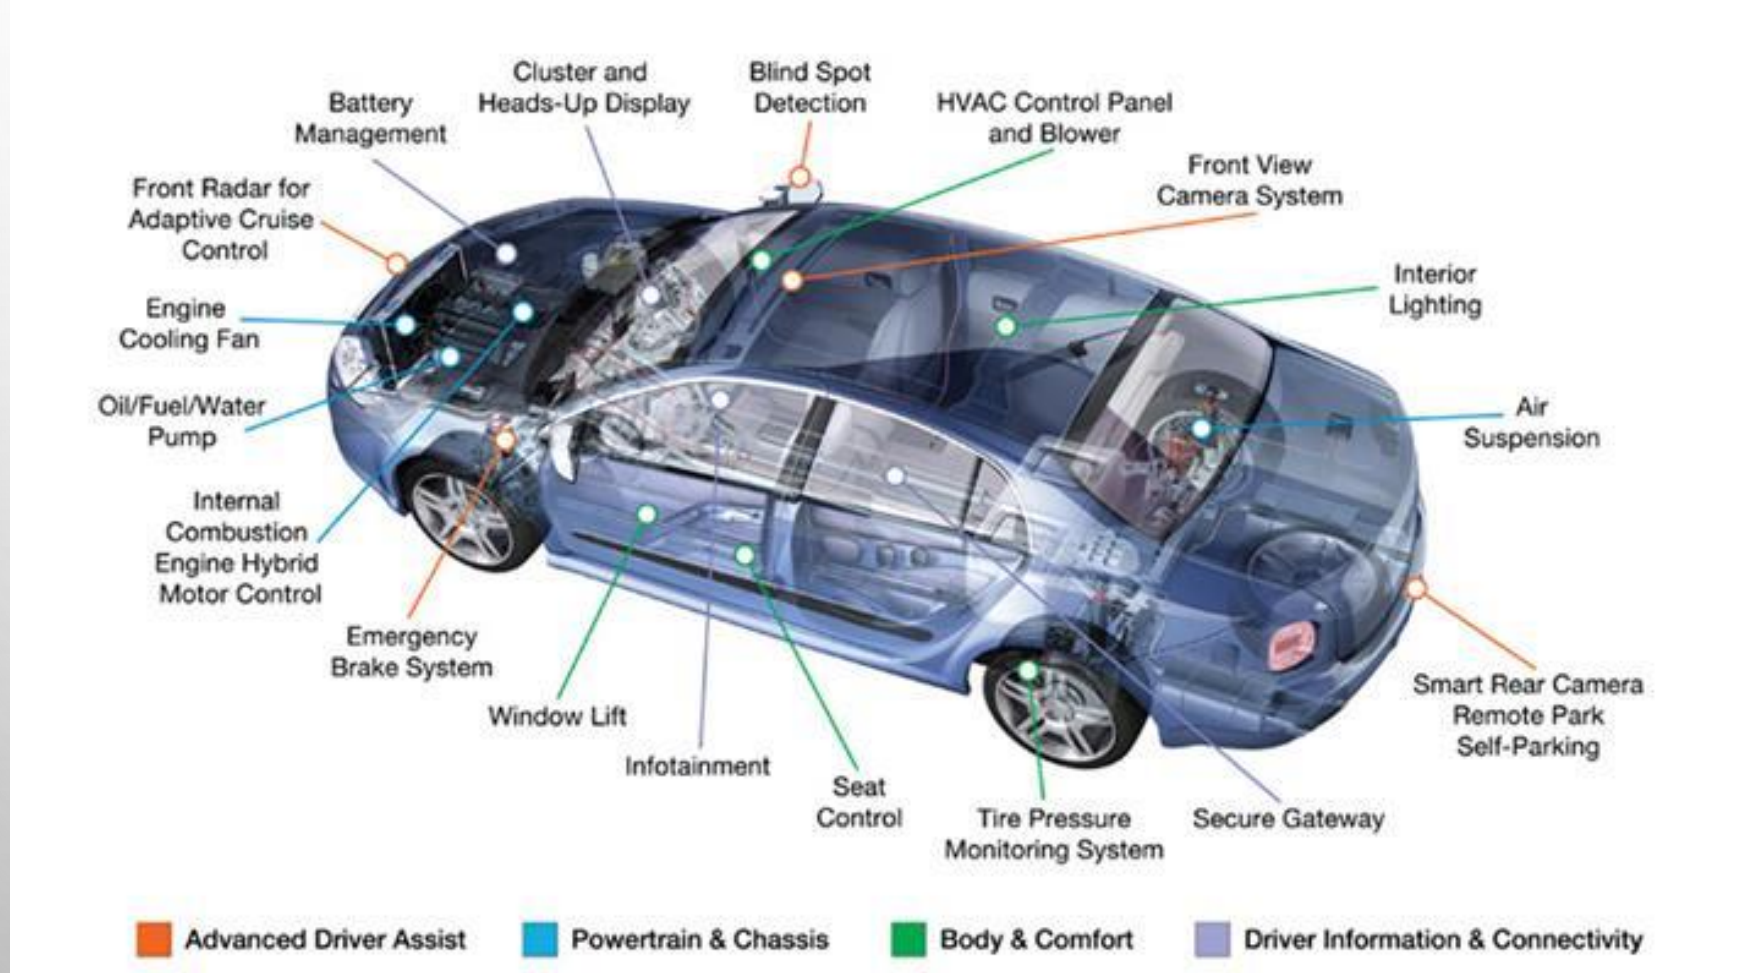 Cluster and
Heads-Up Display
Blind Spot
Detection
Battery
Management
HVAC Control Panel
and Blower
Front View
Camera System
Front Radar for
Adaptive Cruise
Control
Interior
Lighting
Engine
Cooling Fan
Oil/Fuel/Water
Pump
Air
Suspension
Internal
Combustion
Engine Hybrid
Motor Control
Emergency
Brake System
Window Lift
Infotainment
Seat
Control
Tire Pressure
Monitoring System
Secure Gateway
Smart Rear Camera
Remote Park
Self-Parking
Advanced Driver Assist
Powertrain & Chassis
Body & Comfort
Driver Information & Connectivity